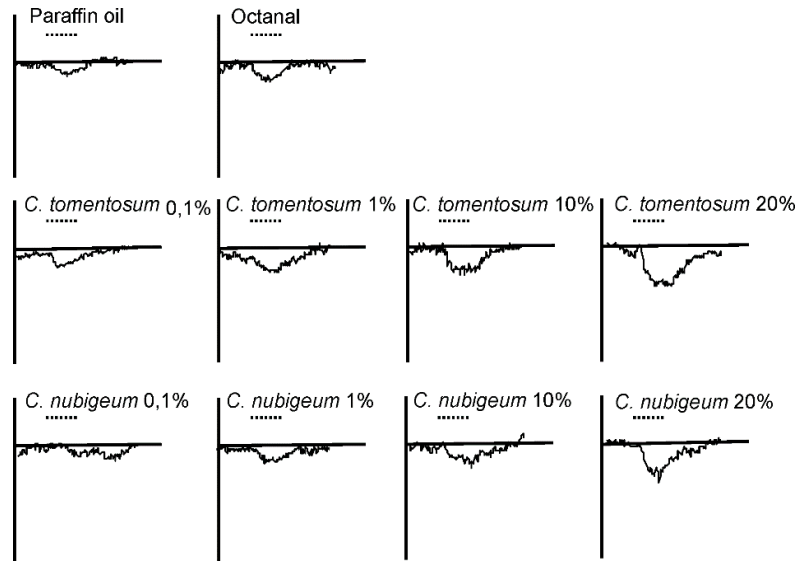 Paraffin oil
Octanal
C. tomentosum 0,1%
C. tomentosum 1%
C. tomentosum 10%
C. tomentosum 20%
C. nubigeum 0,1%
C. nubigeum 1%
C. nubigeum 10%
C. nubigeum 20%